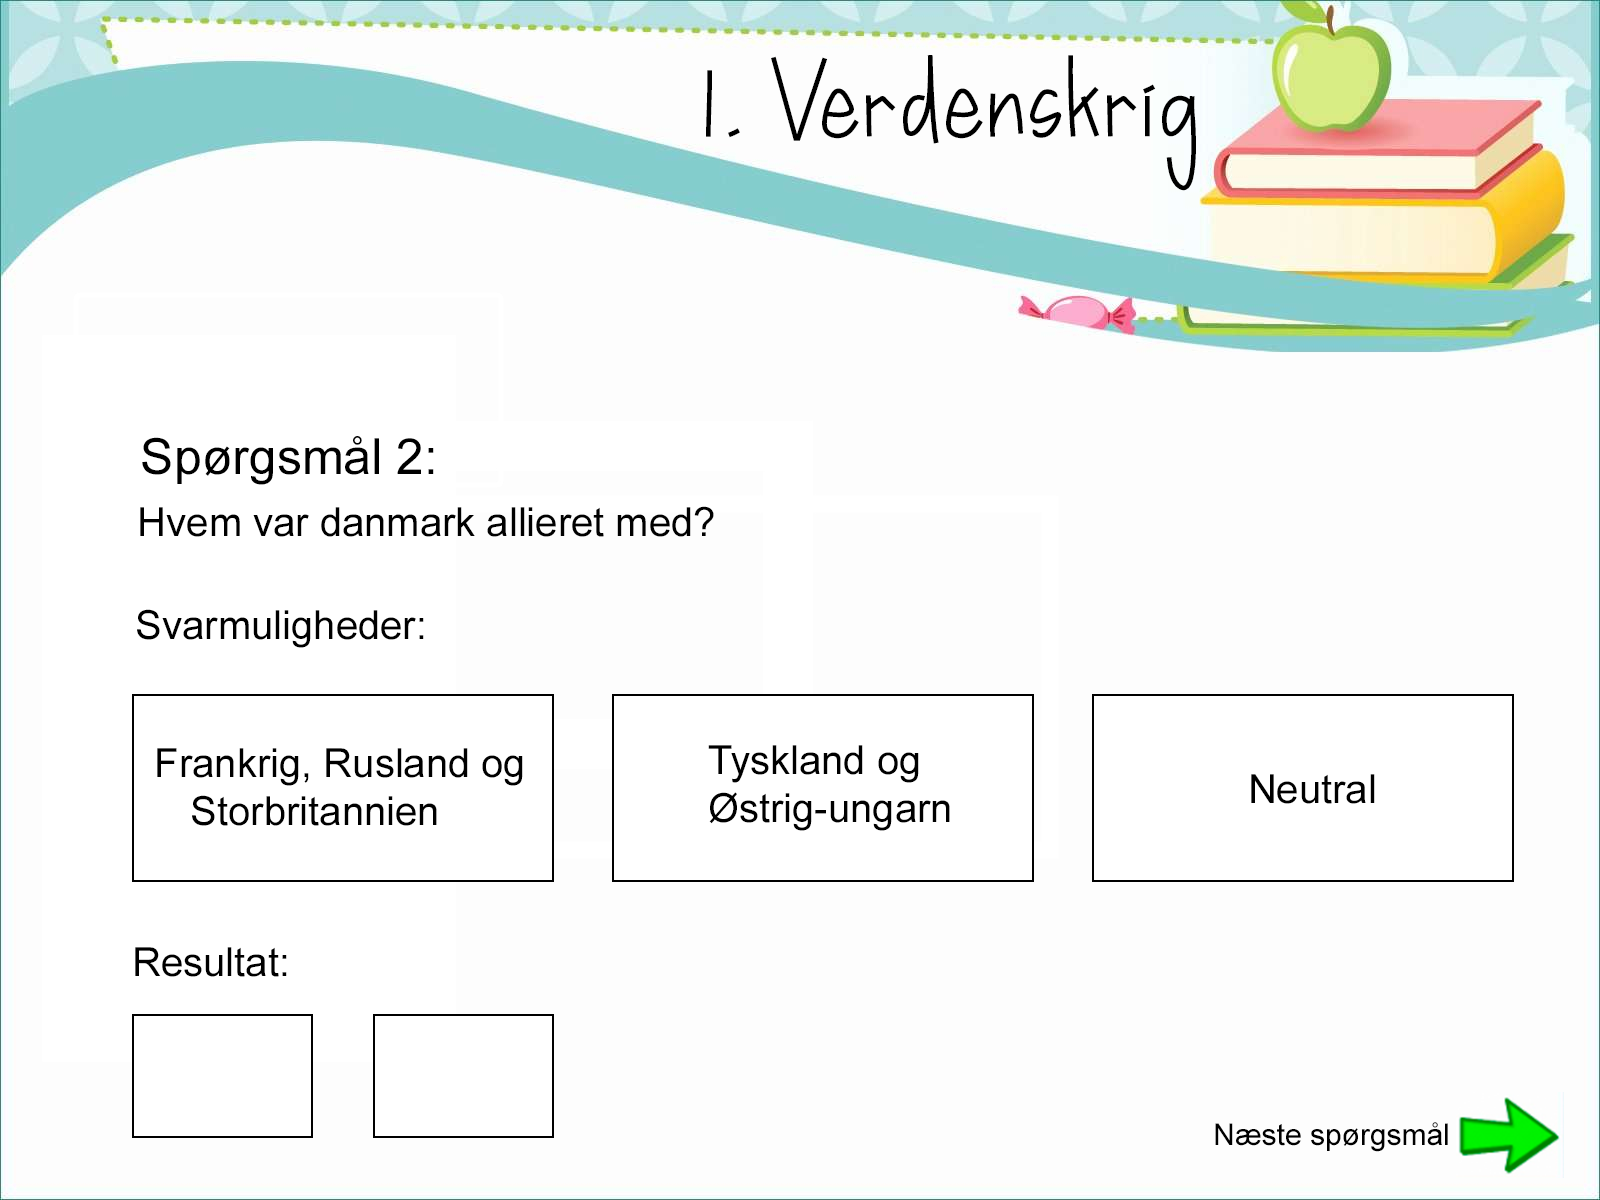 1. Verdenskrig
Spørgsmål 2:
Hvem var danmark allieret med?
Svarmuligheder:
Frankrig, Rusland og
Storbritannien
Tyskland og
Østrig-ungarn
Neutral
Resultat:
Næste spørgsmål